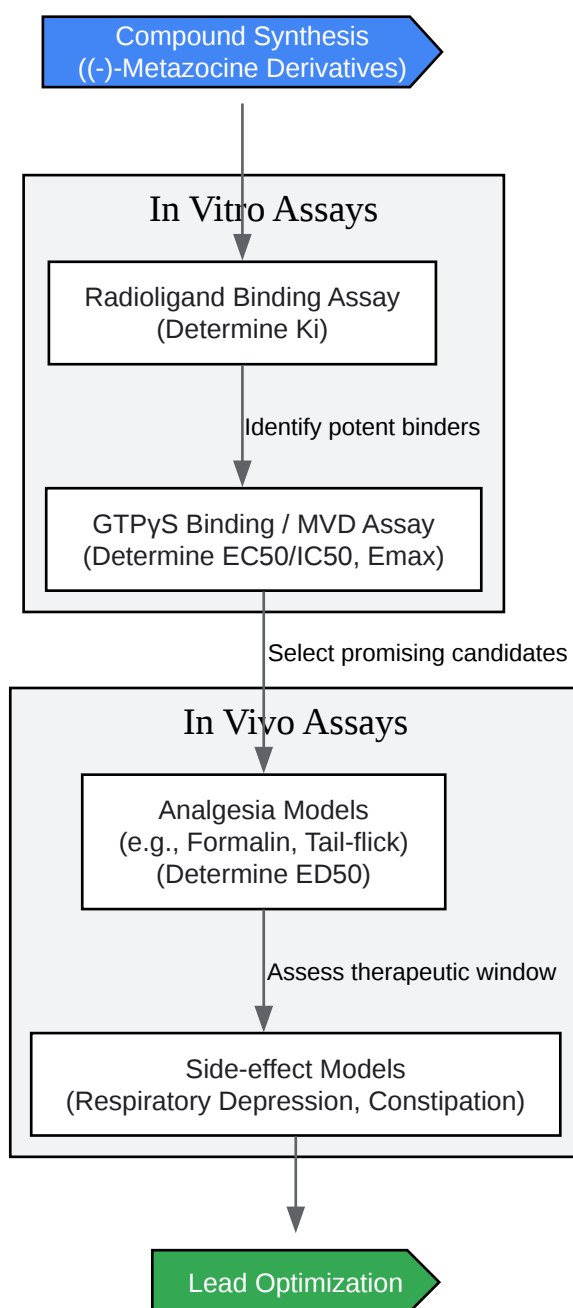 Compound Synthesis
((-)-Metazocine Derivatives)
In Vitro Assays
Radioligand Binding Assay
(Determine Ki)
Identify potent binders
GTPγS Binding / MVD Assay
(Determine EC50/IC50, Emax)
Select promising candidates
In Vivo Assays
Analgesia Models
(e.g., Formalin, Tail-flick)
(Determine ED50)
Assess therapeutic window
Side-effect Models
(Respiratory Depression, Constipation)
Lead Optimization